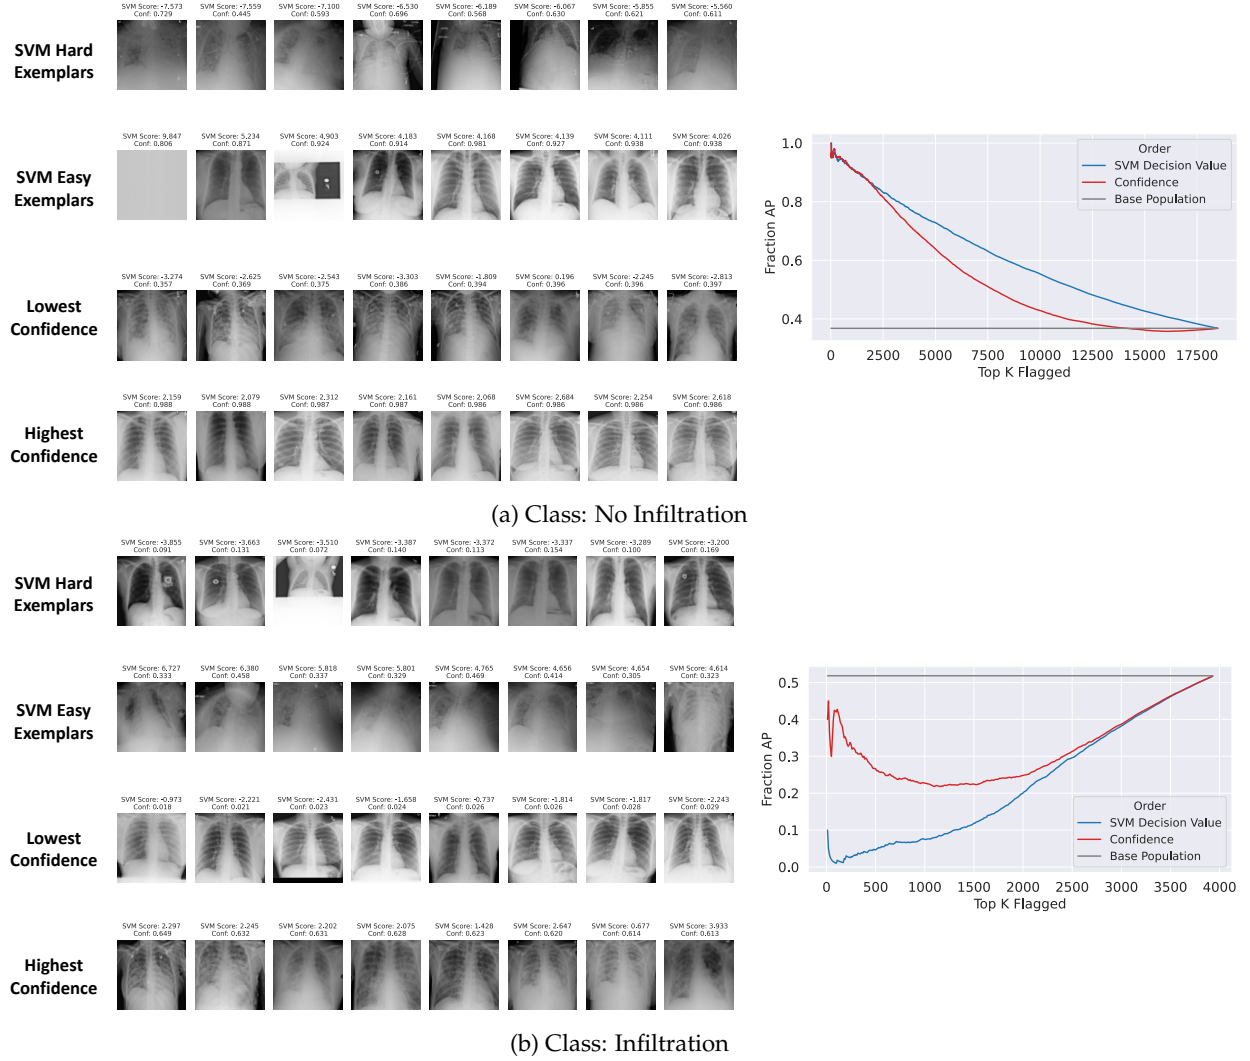 SVM Score: -7.573 SVM Score: -7.559 SVM Score: -7.100 SVM Score: -6.530 SVM Score: -6.189 SVM Score: -6.067 SVM Score: -5.855 SVM Score: -5.560
Conf: 0.729 Conf: 0.445 Conf: 0.593 Conf: 0.696 Conf: 0.568 Conf: 0.630 Conf: 0.621 Conf: 0.611
SVM Hard
Exemplars
SVM Score: 9.847 SVM Score: 5.234 SVM Score: 4.903 SVM Score: 4.183 SVM Score: 4.168 SVM Score: 4.139 SVM Score: 4.111 SVM Score: 4.026
Conf: 0.806 Conf: 0.871 Conf: 0.924 Conf: 0.914 Conf: 0.981 Conf: 0.927 Conf: 0.938 Conf: 0.938
SVM Easy
Exemplars
SVM Score: -3.274 SVM Score: -2.625 SVM Score: -2.543 SVM Score: -3.303 SVM Score: -1.809 SVM Score: 0.196 SVM Score: -2.245 SVM Score: -2.813
Conf: 0.357 Conf: 0.369 Conf: 0.375 Conf: 0.386 Conf: 0.394 Conf: 0.396 Conf: 0.396 Conf: 0.397
Lowest
Confidence
SVM Score: 2.159 SVM Score: 2.079 SVM Score: 2.312 SVM Score: 2.161 SVM Score: 2.068 SVM Score: 2.684 SVM Score: 2.254 SVM Score: 2.618
Conf: 0.988 Conf: 0.988 Conf: 0.987 Conf: 0.987 Conf: 0.986 Conf: 0.986 Conf: 0.986 Conf: 0.986
Highest
Confidence
Fraction AP
1.0
0.8
0.6
0.4
Order
SVM Decision Value
Confidence
Base Population
0 2500 5000 7500 10000 12500 15000 17500
Top K Flagged
(a) Class: No Infiltration
SVM Score: -3.855 SVM Score: -3.663 SVM Score: -3.510 SVM Score: -3.387 SVM Score: -3.372 SVM Score: -3.337 SVM Score: -3.289 SVM Score: -3.200
Conf: 0.091 Conf: 0.131 Conf: 0.072 Conf: 0.140 Conf: 0.113 Conf: 0.154 Conf: 0.100 Conf: 0.169
SVM Hard
Exemplars
SVM Score: 6.727 SVM Score: 6.380 SVM Score: 5.818 SVM Score: 5.801 SVM Score: 4.765 SVM Score: 4.656 SVM Score: 4.654 SVM Score: 4.614
Conf: 0.333 Conf: 0.458 Conf: 0.337 Conf: 0.329 Conf: 0.469 Conf: 0.414 Conf: 0.305 Conf: 0.323
SVM Easy
Exemplars
SVM Score: -0.973 SVM Score: -2.221 SVM Score: -2.431 SVM Score: -1.658 SVM Score: -0.737 SVM Score: -1.814 SVM Score: -1.817 SVM Score: -2.243
Conf: 0.018 Conf: 0.021 Conf: 0.023 Conf: 0.024 Conf: 0.026 Conf: 0.026 Conf: 0.028 Conf: 0.029
Lowest
Confidence
SVM Score: 2.297 SVM Score: 2.245 SVM Score: 2.202 SVM Score: 2.075 SVM Score: 1.428 SVM Score: 2.647 SVM Score: 0.677 SVM Score: 3.933
Conf: 0.649 Conf: 0.632 Conf: 0.631 Conf: 0.628 Conf: 0.623 Conf: 0.620 Conf: 0.614 Conf: 0.613
Highest
Confidence
Fraction AP
0.5
0.4
0.3
0.2
0.1
0.0
Order
SVM Decision Value
Confidence
Base Population
0 500 1000 1500 2000 2500 3000 3500 4000
Top K Flagged
(b) Class: Infiltration